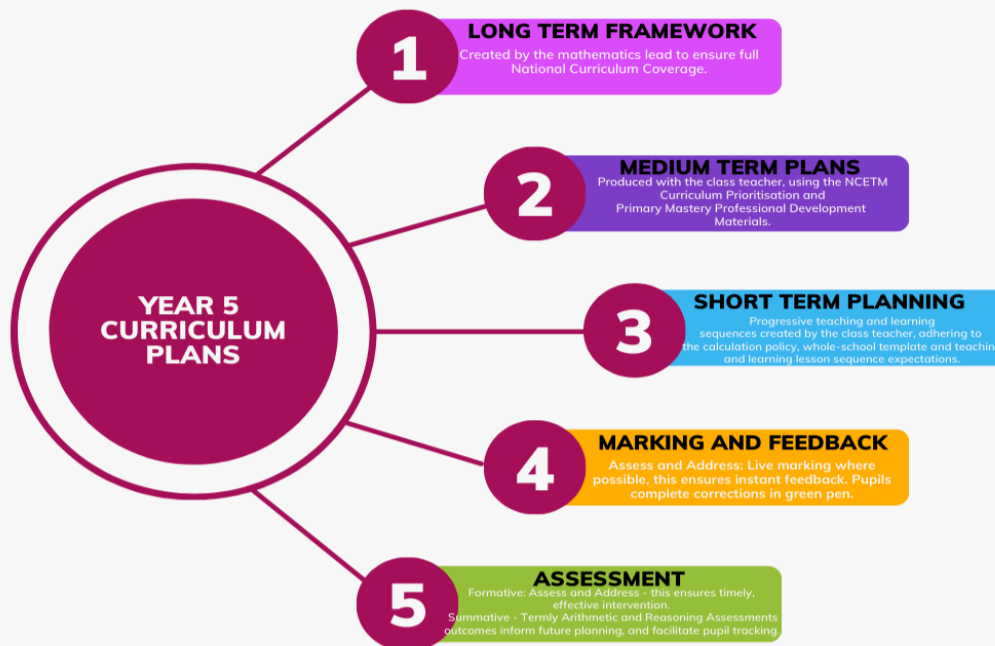 YEAR 5
CURRICULUM
PLANS
1
LONG TERM FRAMEWORK
Created by the mathematics lead to ensure full
National Curriculum Coverage.
2
MEDIUM TERM PLANS
Produced with the class teacher, using the NCETM
Curriculum Prioritisation and
Primary Mastery Professional Development
Materials.
3
SHORT TERM PLANNING
Progressive teaching and learning
sequences created by the class teacher, adhering to
the calculation policy, whole-school template and teachin
and learning lesson sequence expectations.
4
MARKING AND FEEDBACK
Assess and Address: Live marking where
possible, this ensures instant feedback. Pupils
complete corrections in green pen.
5
ASSESSMENT
Formative: Assess and Address - this ensures timely,
effective intervention.
Summative - Termly Arithmetic and Reasoning Assessments
outcomes inform future planning, and facilitate pupil tracking.